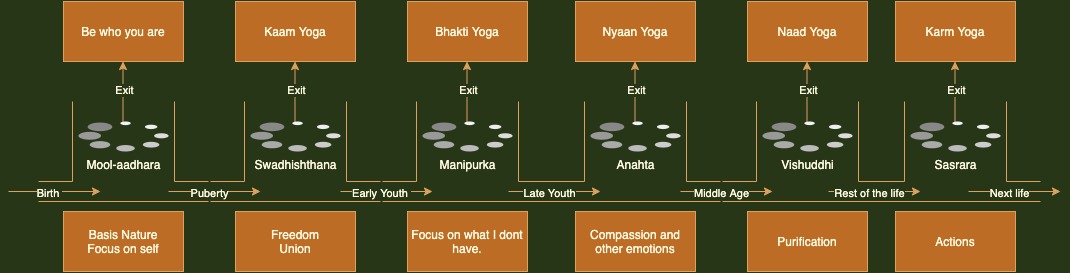 Be who you are
Kaam Yoga
Bhakti Yoga
Nyaan Yoga
Naad Yoga
Karm Yoga
Exit
Exit
Exit
Exit
Exit
Exit
Mool-aadhara
Swadhishthana
Manipurka
Anahta
Vishuddhi
Sasrara
Birth
Puberty
Early Youth
Late Youth
Middle Age
Rest of the life
Next life
Basis Nature
Focus on self
Freedom
Union
Focus on what I dont
have.
Compassion and
other emotions
Purification
Actions